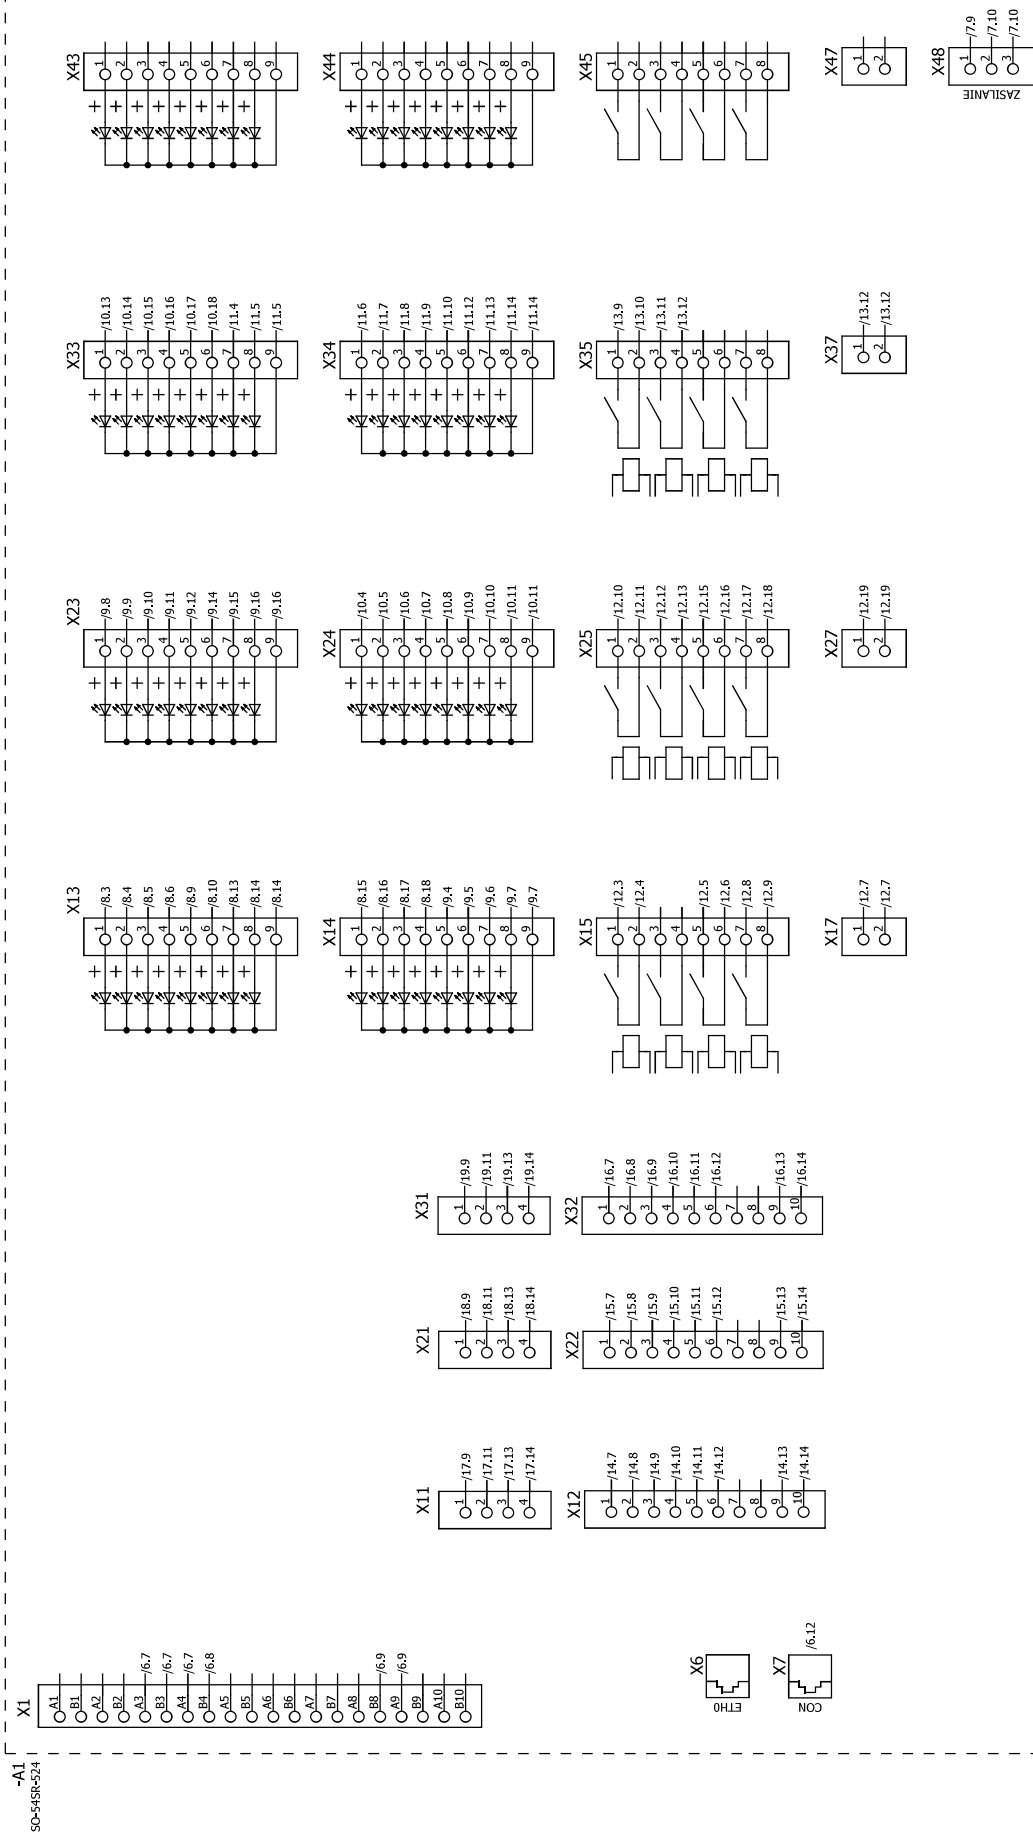 -A1
SO-54SR-524
X1
A1
B1
A2
B2
A3 /6.7
B3 /6.7
A4 /6.7
B4 /6.8
A5
B5
A6
B6
A7
B7
A8
B8 /6.9
A9 /6.9
B9
A10
B10
X6
ETH0
X7
/6.12
CON
X11
1 /17.9
2 /17.11
3 /17.13
4 /17.14
X12
1 /14.7
2 /14.8
3 /14.9
4 /14.10
5 /14.11
6 /14.12
7
8
9 /14.13
10 /14.14
X21
1 /18.9
2 /18.11
3 /18.13
4 /18.14
X22
1 /15.7
2 /15.8
3 /15.9
4 /15.10
5 /15.11
6 /15.12
7
8
9 /15.13
10 /15.14
X31
1 /19.9
2 /19.11
3 /19.13
4 /19.14
X32
1 /16.7
2 /16.8
3 /16.9
4 /16.10
5 /16.11
6 /16.12
7
8
9 /16.13
10 /16.14
X13
1 /8.3
2 /8.4
3 /8.5
4 /8.6
5 /8.9
6 /8.10
7 /8.13
8 /8.14
9 /8.14
+ + + + + + + +
X14
1 /8.15
2 /8.16
3 /8.17
4 /8.18
5 /9.4
6 /9.5
7 /9.6
8 /9.7
9 /9.7
+ + + + + + + +
X15
1 /12.3
2 /12.4
3
4
5 /12.5
6 /12.6
7 /12.8
8 /12.9
X17
1 /12.7
2 /12.7
X23
1 /9.8
2 /9.9
3 /9.10
4 /9.11
5 /9.12
6 /9.14
7 /9.15
8 /9.16
9 /9.16
+ + + + + + + +
X24
1 /10.4
2 /10.5
3 /10.6
4 /10.7
5 /10.8
6 /10.9
7 /10.10
8 /10.11
9 /10.11
+ + + + + + + +
X25
1 /12.10
2 /12.11
3 /12.12
4 /12.13
5 /12.15
6 /12.16
7 /12.17
8 /12.18
X27
1 /12.19
2 /12.19
X33
1 /10.13
2 /10.14
3 /10.15
4 /10.16
5 /10.17
6 /10.18
7 /11.4
8 /11.5
9 /11.5
+ + + + + + + +
X34
1 /11.6
2 /11.7
3 /11.8
4 /11.9
5 /11.10
6 /11.12
7 /11.13
8 /11.14
9 /11.14
+ + + + + + + +
X35
1 /13.9
2 /13.10
3 /13.11
4 /13.12
5
6
7
8
X37
1 /13.12
2 /13.12
X43
1
2
3
4
5
6
7
8
9
+ + + + + + + +
X44
1
2
3
4
5
6
7
8
9
+ + + + + + + +
X45
1
2
3
4
5
6
7
8
X47
1
2
X48
1 /7.9
2 /7.10
3 /7.10
ZASILANIE